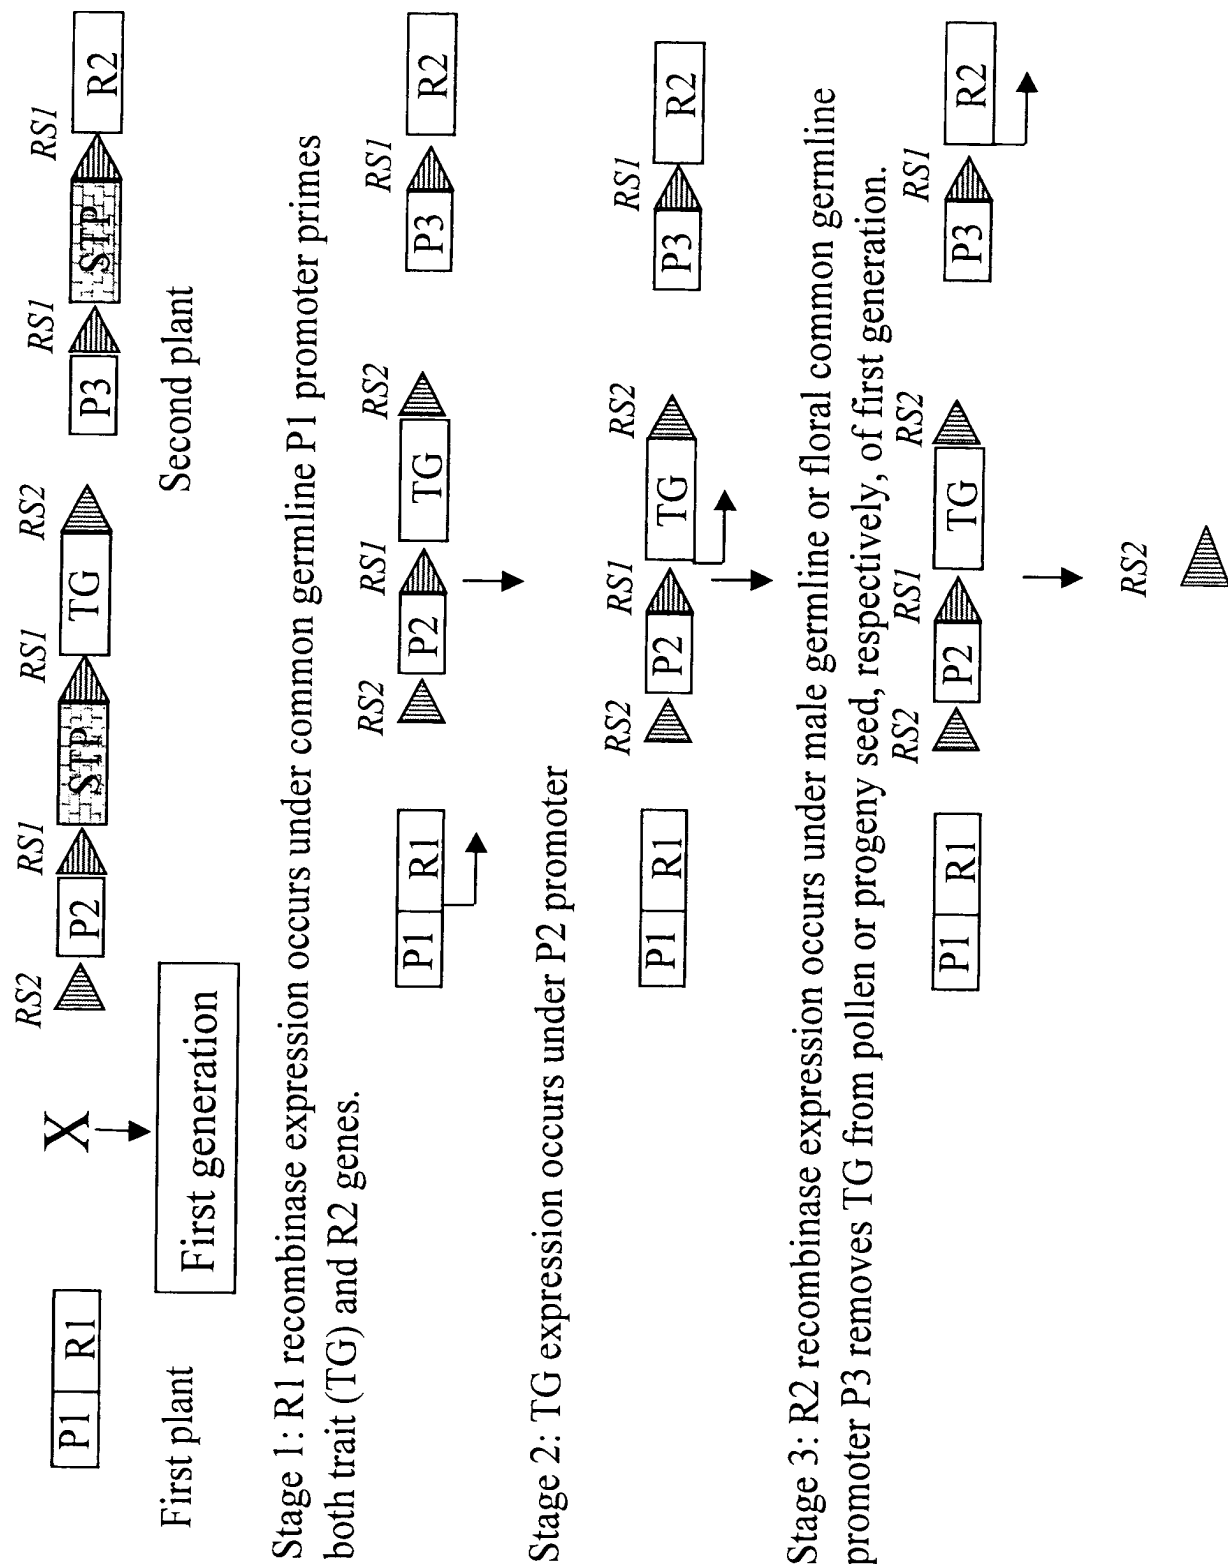 RS2 RS1 RS1 RS2 RS1 RS1
P1 R1 X P2 STP TG P3 STP R2
First plant Second plant
First generation
Stage 1: R1 recombinase expression occurs under common germline P1 promoter primes
both trait (TG) and R2 genes.
RS2 RS1 RS2 RS1
P1 R1 P2 TG P3 R2
Stage 2: TG expression occurs under P2 promoter
RS2 RS1 RS2 RS1
P1 R1 P2 TG P3 R2
Stage 3: R2 recombinase expression occurs under male germline or floral common germline
promoter P3 removes TG from pollen or progeny seed, respectively, of first generation.
RS2 RS1 RS2 RS1
P1 R1 P2 TG P3 R2
RS2